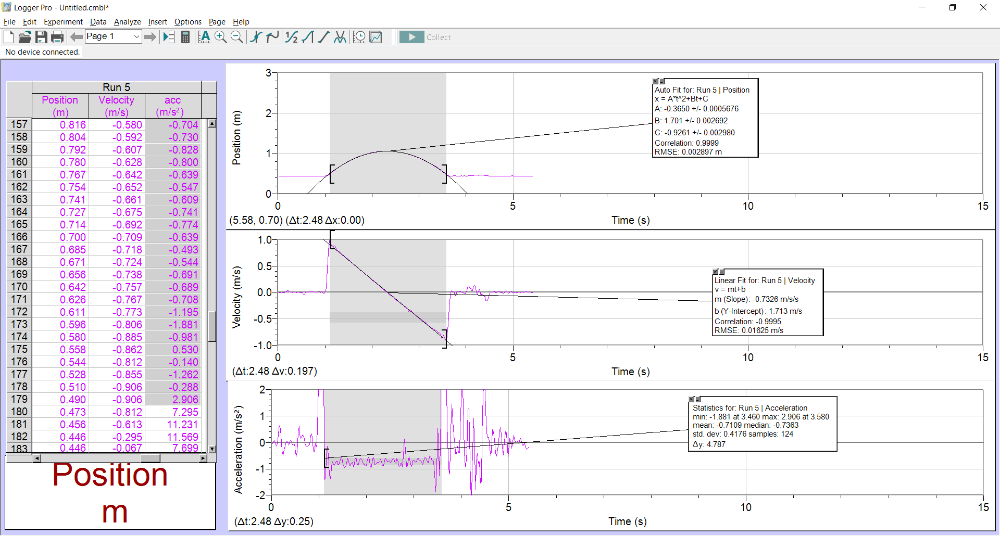 Logger Pro - Untitled.cmbl*
File Edit Experiment Data Analyze Insert Options Page Help
Page 1
Collect
No device connected.
Run 5
Position Velocity acc
(m) (m/s) (m/s²)
157 0.816 -0.580 -0.704
158 0.804 -0.592 -0.730
159 0.792 -0.607 -0.828
160 0.780 -0.628 -0.800
161 0.767 -0.642 -0.639
162 0.754 -0.652 -0.547
163 0.741 -0.661 -0.609
164 0.727 -0.675 -0.741
165 0.714 -0.692 -0.774
166 0.700 -0.709 -0.639
167 0.685 -0.718 -0.493
168 0.671 -0.724 -0.544
169 0.656 -0.738 -0.691
170 0.642 -0.757 -0.689
171 0.626 -0.767 -0.708
172 0.611 -0.773 -1.195
173 0.596 -0.806 -1.881
174 0.580 -0.885 -0.981
175 0.558 -0.862 0.530
176 0.544 -0.812 -0.140
177 0.528 -0.855 -1.262
178 0.510 -0.906 -0.288
179 0.490 -0.906 2.906
180 0.473 -0.812 7.295
181 0.456 -0.613 11.231
182 0.446 -0.295 11.569
183 0.446 -0.067 7.699
Position
m
Position (m)
3
2
1
0
0 5 10 15
(5.58, 0.70) (Δt:2.48 Δx:0.00)
Time (s)
Auto Fit for: Run 5 | Position
x = A*t^2+Bt+C
A: -0.3650 +/- 0.0005676
B: 1.701 +/- 0.002692
C: -0.9261 +/- 0.002980
Correlation: 0.9999
RMSE: 0.002897 m
Velocity (m/s)
1.0
0.5
0.0
-0.5
-1.0
0 5 10 15
(Δt:2.48 Δv:0.197)
Time (s)
Linear Fit for: Run 5 | Velocity
v = mt+b
m (Slope): -0.7326 m/s/s
b (Y-Intercept): 1.713 m/s
Correlation: -0.9995
RMSE: 0.01625 m/s
Acceleration (m/s²)
2
1
0
-1
-2
0 5 10 15
(Δt:2.48 Δy:0.25)
Time (s)
Statistics for: Run 5 | Acceleration
min: -1.881 at 3.460 max: 2.906 at 3.580
mean: -0.7109 median: -0.7363
std. dev: 0.4176 samples: 124
Δy: 4.787